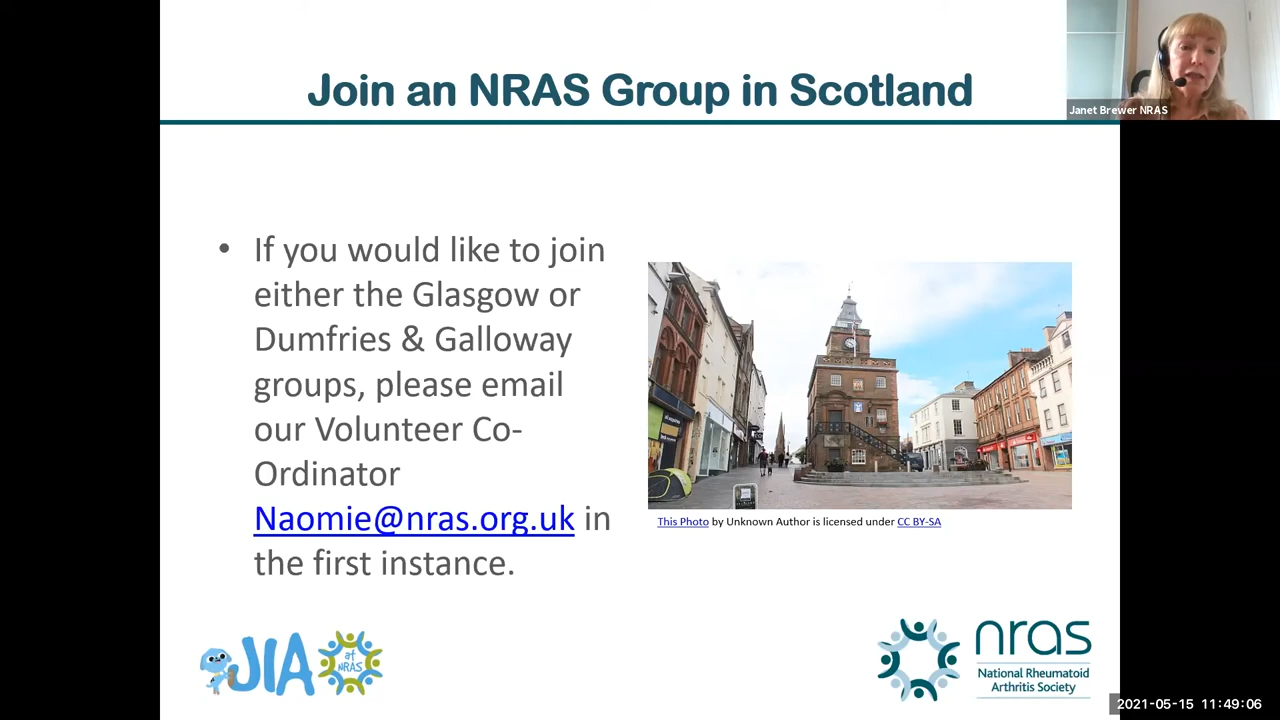 Join an NRAS Group in Scotland
Janet Brewer NRAS
• If you would like to join
either the Glasgow or
Dumfries & Galloway
groups, please email
our Volunteer Co-
Ordinator
Naomie@nras.org.uk in
the first instance.
This Photo by Unknown Author is licensed under CC BY-SA
JIA
at
NRAS
nras
National Rheumatoid
Arthritis Society
2021-05-15 11:49:06